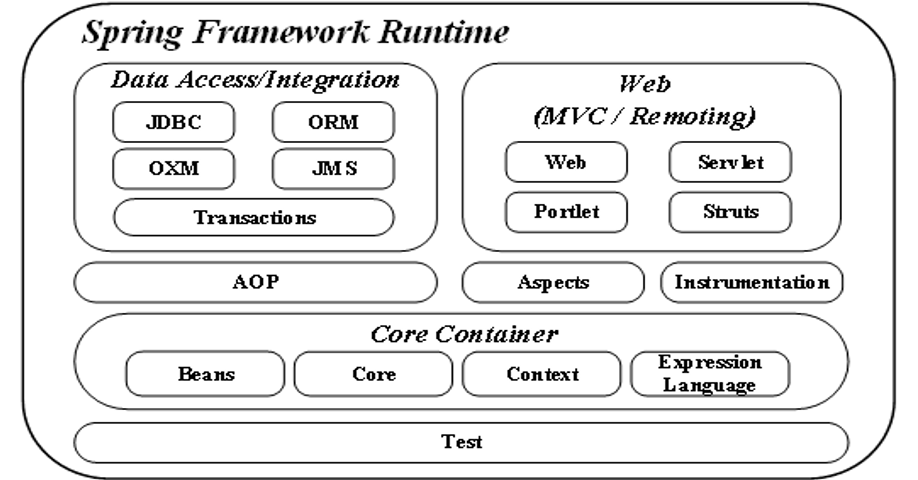 Spring Framework Runtime
Data Access/Integration
JDBC
ORM
OXM
JMS
Transactions
Web
(MVC / Remoting)
Web
Servlet
Portlet
Struts
AOP
Aspects
Instrumentation
Core Container
Beans
Core
Context
Expression
Language
Test